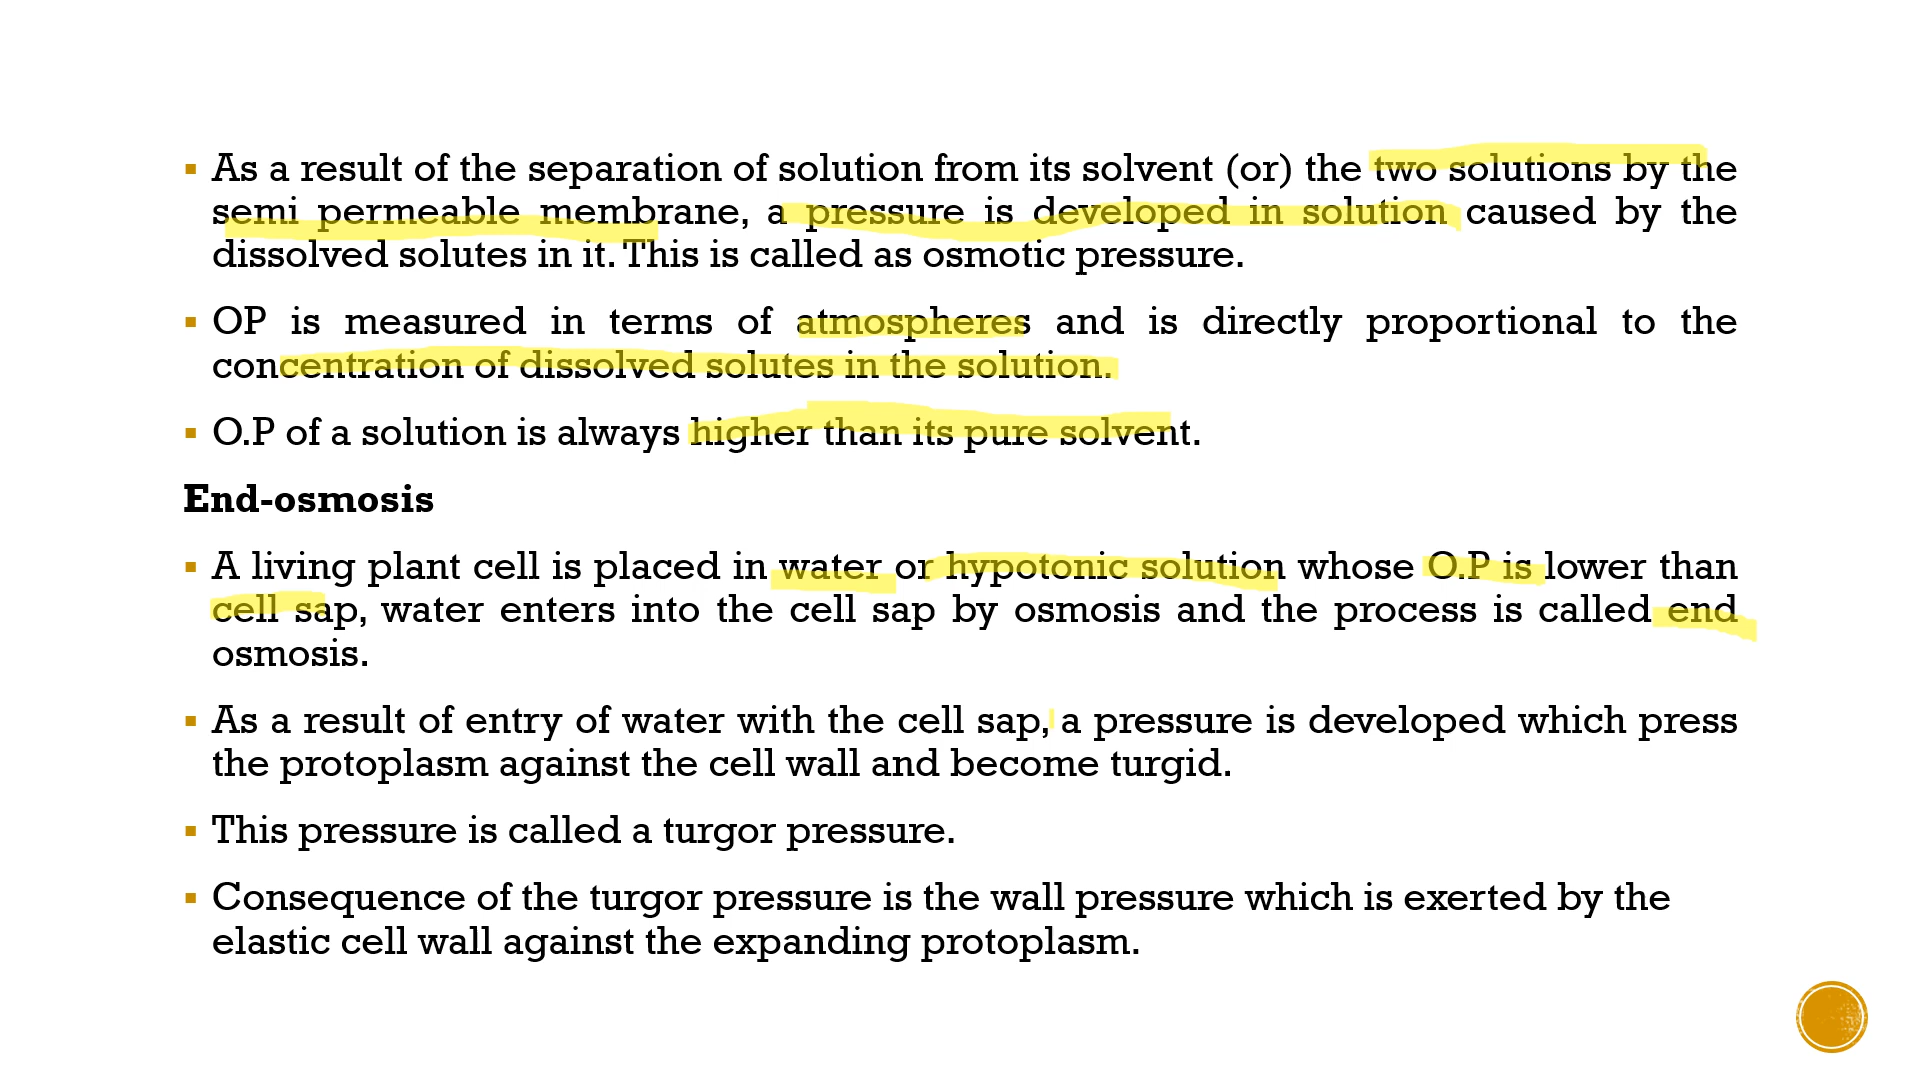 As a result of the separation of solution from its solvent (or) the two solutions by the
semi permeable membrane, a pressure is developed in solution caused by the
dissolved solutes in it. This is called as osmotic pressure.
OP is measured in terms of atmospheres and is directly proportional to the
concentration of dissolved solutes in the solution.
O.P of a solution is always higher than its pure solvent.
End-osmosis
A living plant cell is placed in water or hypotonic solution whose O.P is lower than
cell sap, water enters into the cell sap by osmosis and the process is called end
osmosis.
As a result of entry of water with the cell sap, a pressure is developed which press
the protoplasm against the cell wall and become turgid.
This pressure is called a turgor pressure.
Consequence of the turgor pressure is the wall pressure which is exerted by the
elastic cell wall against the expanding protoplasm.